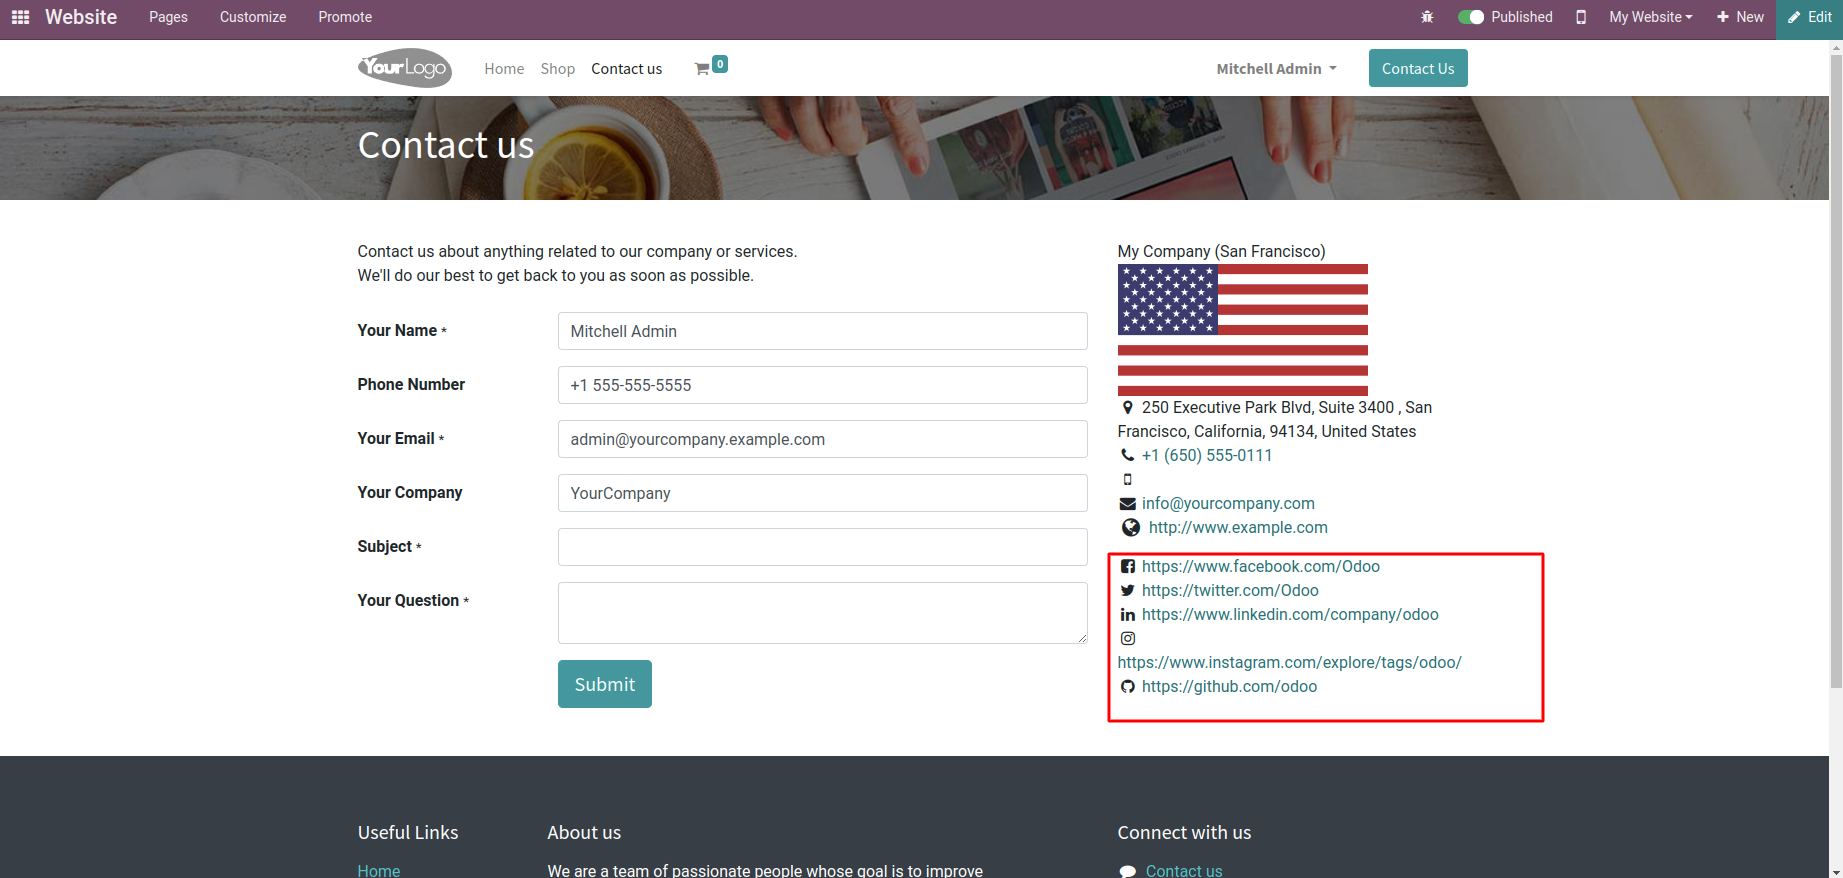 Website Pages Customize Promote Published My Website New Edit
YourLogo Home Shop Contact us 0 Mitchell Admin Contact Us
Contact us
Contact us about anything related to our company or services.
We'll do our best to get back to you as soon as possible.
Your Name * Mitchell Admin
Phone Number +1 555-555-5555
Your Email * admin@yourcompany.example.com
Your Company YourCompany
Subject *
Your Question *
Submit
My Company (San Francisco)
250 Executive Park Blvd, Suite 3400 , San
Francisco, California, 94134, United States
+1 (650) 555-0111
info@yourcompany.com
http://www.example.com
https://www.facebook.com/Odoo
https://twitter.com/Odoo
https://www.linkedin.com/company/odoo
https://www.instagram.com/explore/tags/odoo/
https://github.com/odoo
Useful Links
Home
About us
We are a team of passionate people whose goal is to improve
Connect with us
Contact us